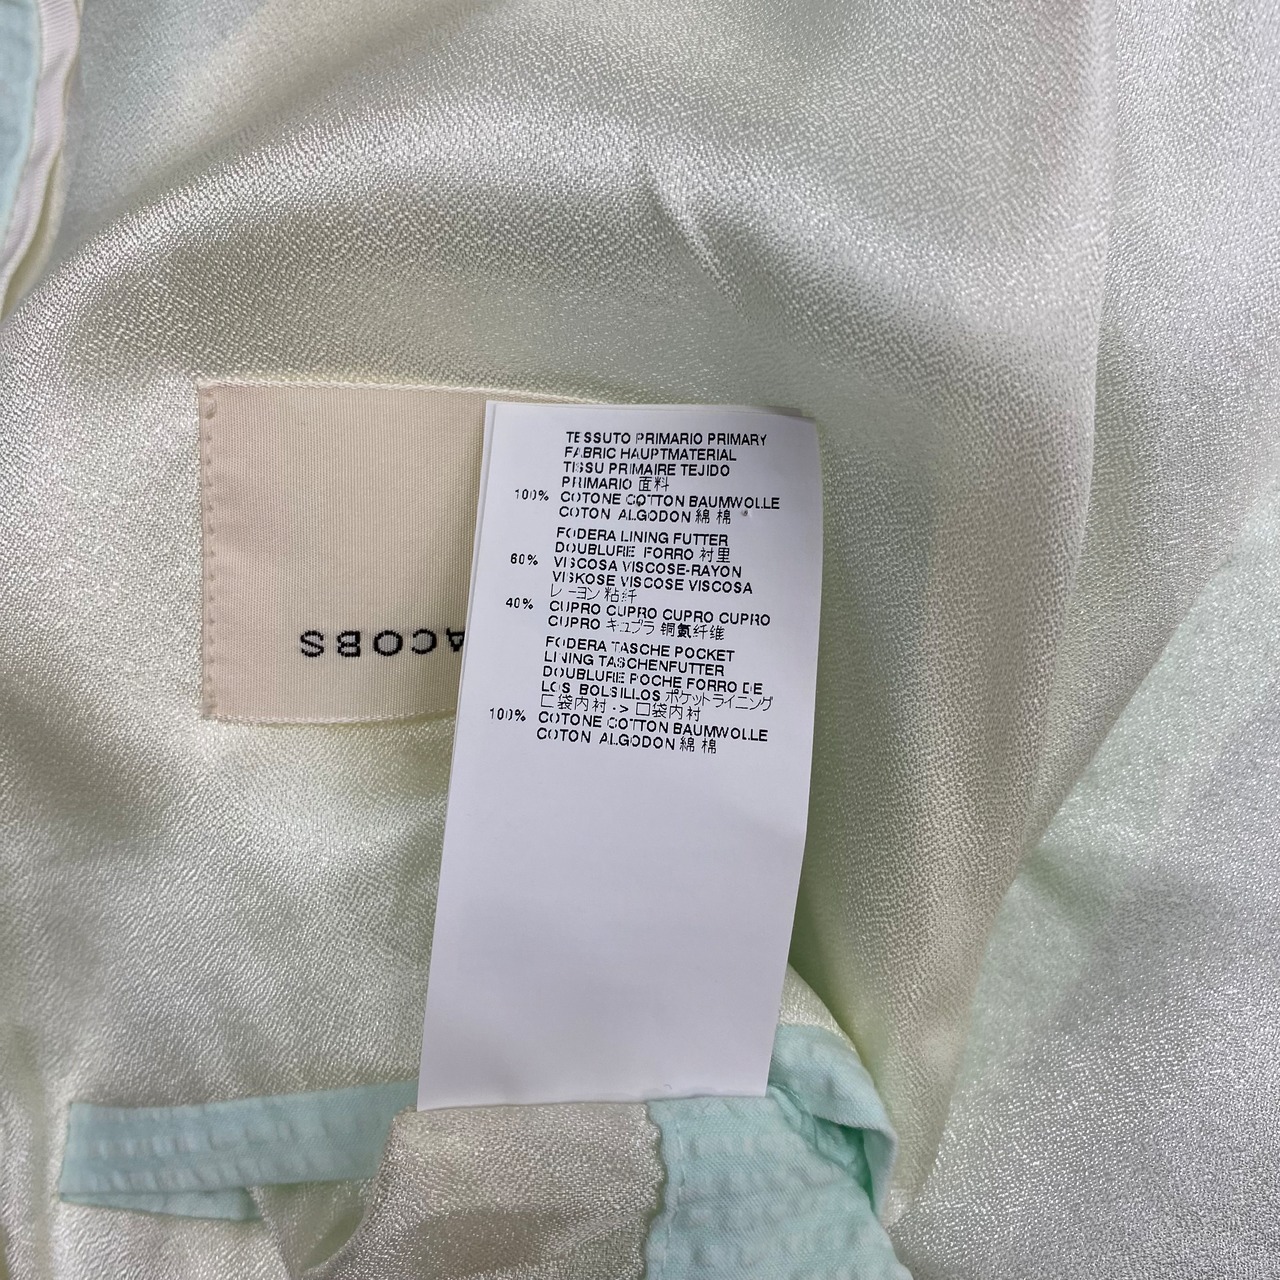 TESSUTO PRIMARIO PRIMARY
FABRIC HAUPTMATERIAL
TISSU PRIMAIRE TEJIDO
PRIMARIO 面料
100% COTONE COTTON BAUMWOLLE
COTON ALGODON 綿 棉
FODERA LINING FUTTER
DOUBLURE FORRO 衬里
60% VISCOSA VISCOSE-RAYON
VISKOSE VISCOSE VISCOSA
レーヨン 粘纤
40% CUPRO CUPRO CUPRO CUPRO
CUPRO キュプラ 铜氨纤维
FODERA TASCHE POCKET
LINING TASCHENFUTTER
DOUBLURE POCHE FORRO DE
LOS BOLSILLOS ポケットライニング
口袋内衬 -> 口袋内衬
100% COTONE COTTON BAUMWOLLE
COTON ALGODON 綿 棉
ACOBS